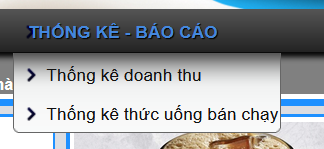 THỐNG KÊ - BÁO CÁO
Thống kê doanh thu
Thống kê thức uống bán chạy